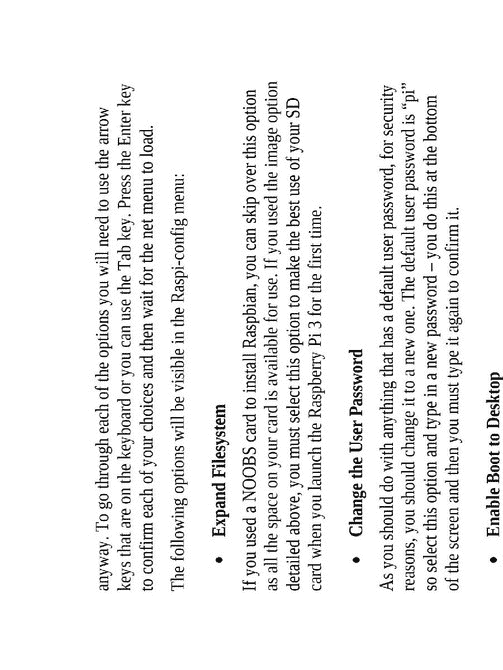 anyway. To go through each of the options you will need to use the arrow
keys that are on the keyboard or you can use the Tab key. Press the Enter key
to confirm each of your choices and then wait for the net menu to load.
The following options will be visible in the Raspi-config menu:
• Expand Filesystem
If you used a NOOBS card to install Raspbian, you can skip over this option
as all the space on your card is available for use. If you used the image option
detailed above, you must select this option to make the best use of your SD
card when you launch the Raspberry Pi 3 for the first time.
• Change the User Password
As you should do with anything that has a default user password, for security
reasons, you should change it to a new one. The default user password is “pi”
so select this option and type in a new password – you do this at the bottom
of the screen and then you must type it again to confirm it.
• Enable Boot to Desktop